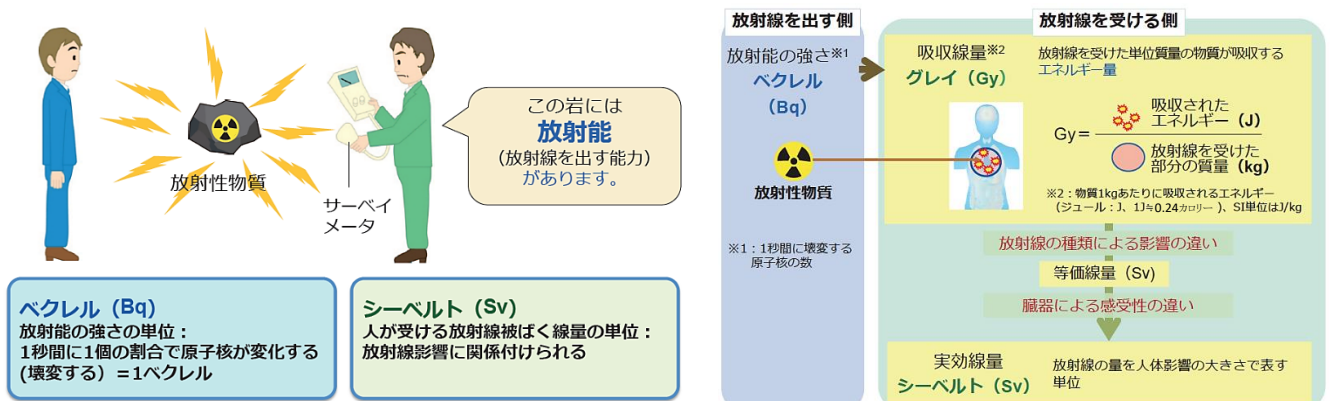 この岩には
放射能
(放射線を出す能力)
があります。
放射性物質
サーベイ
メータ
ベクレル(Bq)
放射能の強さの単位:
1秒間に1個の割合で原子核が変化する
(壊変する)=1ベクレル
シーベルト(Sv)
人が受ける放射線被ばく線量の単位:
放射線影響に関係付けられる
放射線を出す側
放射能の強さ※1
ベクレル
(Bq)
放射性物質
※1:1秒間に壊変する
原子核の数
放射線を受ける側
吸収線量※2
グレイ(Gy)
放射線を受けた単位質量の物質が吸収する
エネルギー量
Gy=
吸収された
エネルギー(J)
放射線を受けた
部分の質量(kg)
※2:物質1kgあたりに吸収されるエネルギー
(ジュール:J、1J≒0.24カロリー)、SI単位はJ/kg
放射線の種類による影響の違い
等価線量(Sv)
臓器による感受性の違い
実効線量
シーベルト(Sv)
放射線の量を人体影響の大きさで表す
単位